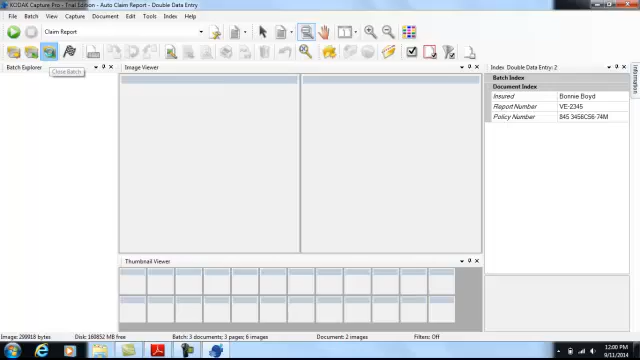 KODAK Capture Pro - Trial Edition - Auto Claim Report - Double Data Entry
File Batch View Capture Document Edit Tools Index Help
Claim Report
Batch Explorer
Close Batch
Image Viewer
Index: Double Data Entry: 2
Batch Index
Document Index
Insured Bonnie Boyd
Report Number VE-2345
Policy Number 845 3456C56-74M
Information
Thumbnail Viewer
Image: 299918 bytes Disk: 160852 MB free Batch: 3 documents; 3 pages; 6 images Document: 2 images Filters: Off
12:00 PM
9/11/2014